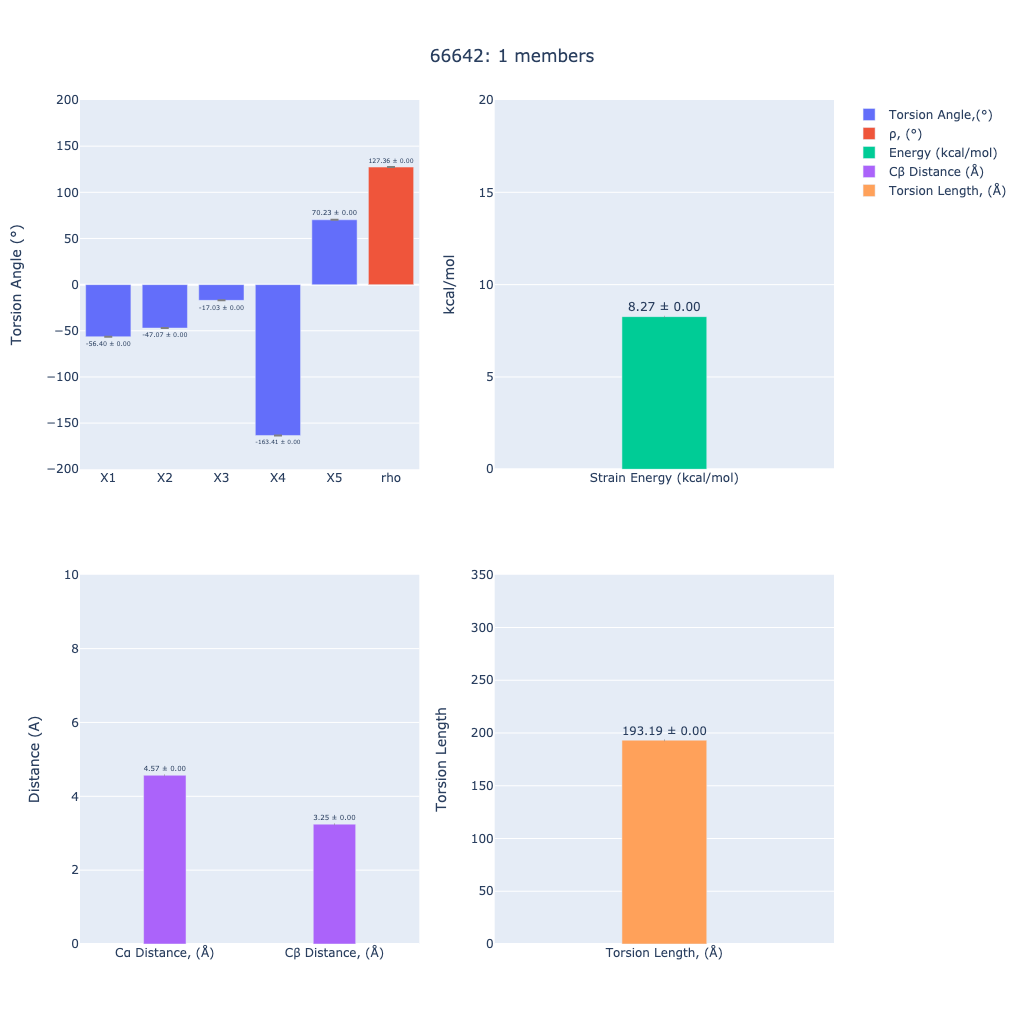 66642: 1 members
200
150
100
50
0
−50
−100
−150
−200
Torsion Angle (°)
-56.40 ± 0.00
-47.07 ± 0.00
-17.03 ± 0.00
-163.41 ± 0.00
70.23 ± 0.00
127.36 ± 0.00
X1 X2 X3 X4 X5 rho
20
15
10
5
0
kcal/mol
8.27 ± 0.00
Strain Energy (kcal/mol)
Torsion Angle,(°)
ρ, (°)
Energy (kcal/mol)
Cβ Distance (Å)
Torsion Length, (Å)
10
8
6
4
2
0
Distance (A)
4.57 ± 0.00
3.25 ± 0.00
Cα Distance, (Å) Cβ Distance, (Å)
350
300
250
200
150
100
50
0
Torsion Length
193.19 ± 0.00
Torsion Length, (Å)